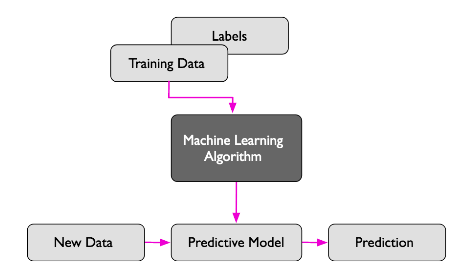 Labels
Training Data
Machine Learning
Algorithm
New Data
Predictive Model
Prediction